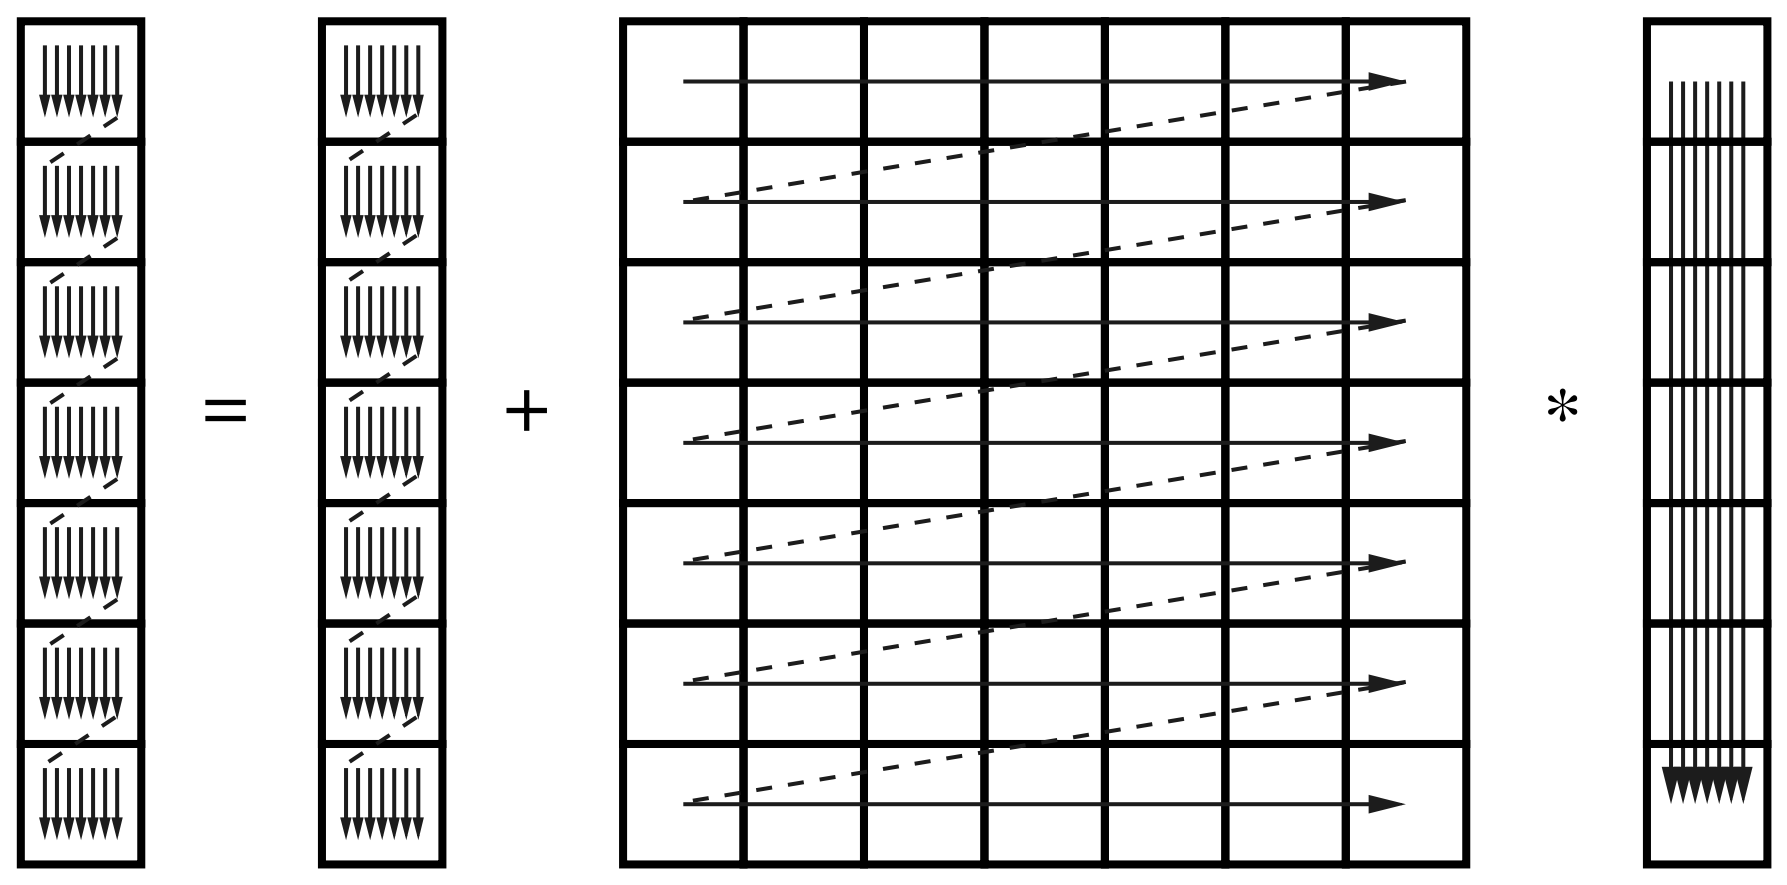 = + *